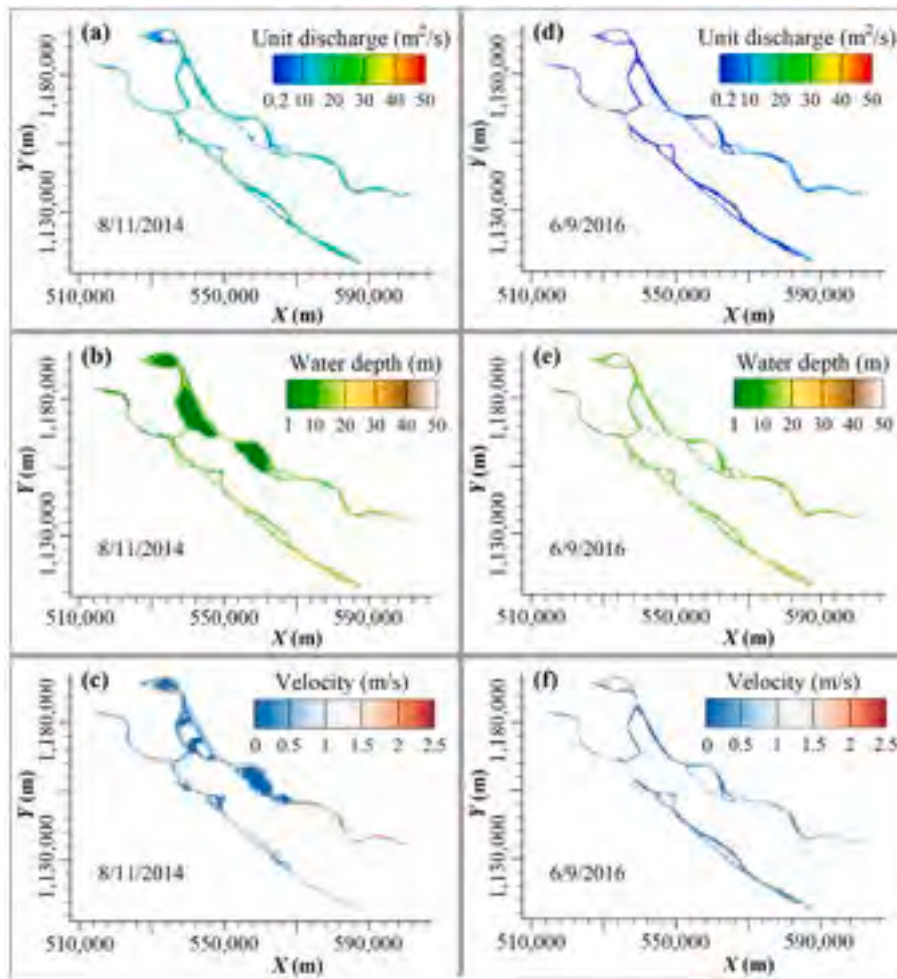 (a)
Unit discharge (m²/s)
0.2 10 20 30 40 50
1,180,000
1,130,000
Y (m)
8/11/2014
510,000 550,000 590,000
X (m)
(d)
Unit discharge (m²/s)
0.2 10 20 30 40 50
1,180,000
1,130,000
Y (m)
6/9/2016
510,000 550,000 590,000
X (m)
(b)
Water depth (m)
1 10 20 30 40 50
1,180,000
1,130,000
Y (m)
8/11/2014
510,000 550,000 590,000
X (m)
(e)
Water depth (m)
1 10 20 30 40 50
1,180,000
1,130,000
Y (m)
6/9/2016
510,000 550,000 590,000
X (m)
(c)
Velocity (m/s)
0 0.5 1 1.5 2 2.5
1,180,000
1,130,000
Y (m)
8/11/2014
510,000 550,000 590,000
X (m)
(f)
Velocity (m/s)
0 0.5 1 1.5 2 2.5
1,180,000
1,130,000
Y (m)
6/9/2016
510,000 550,000 590,000
X (m)